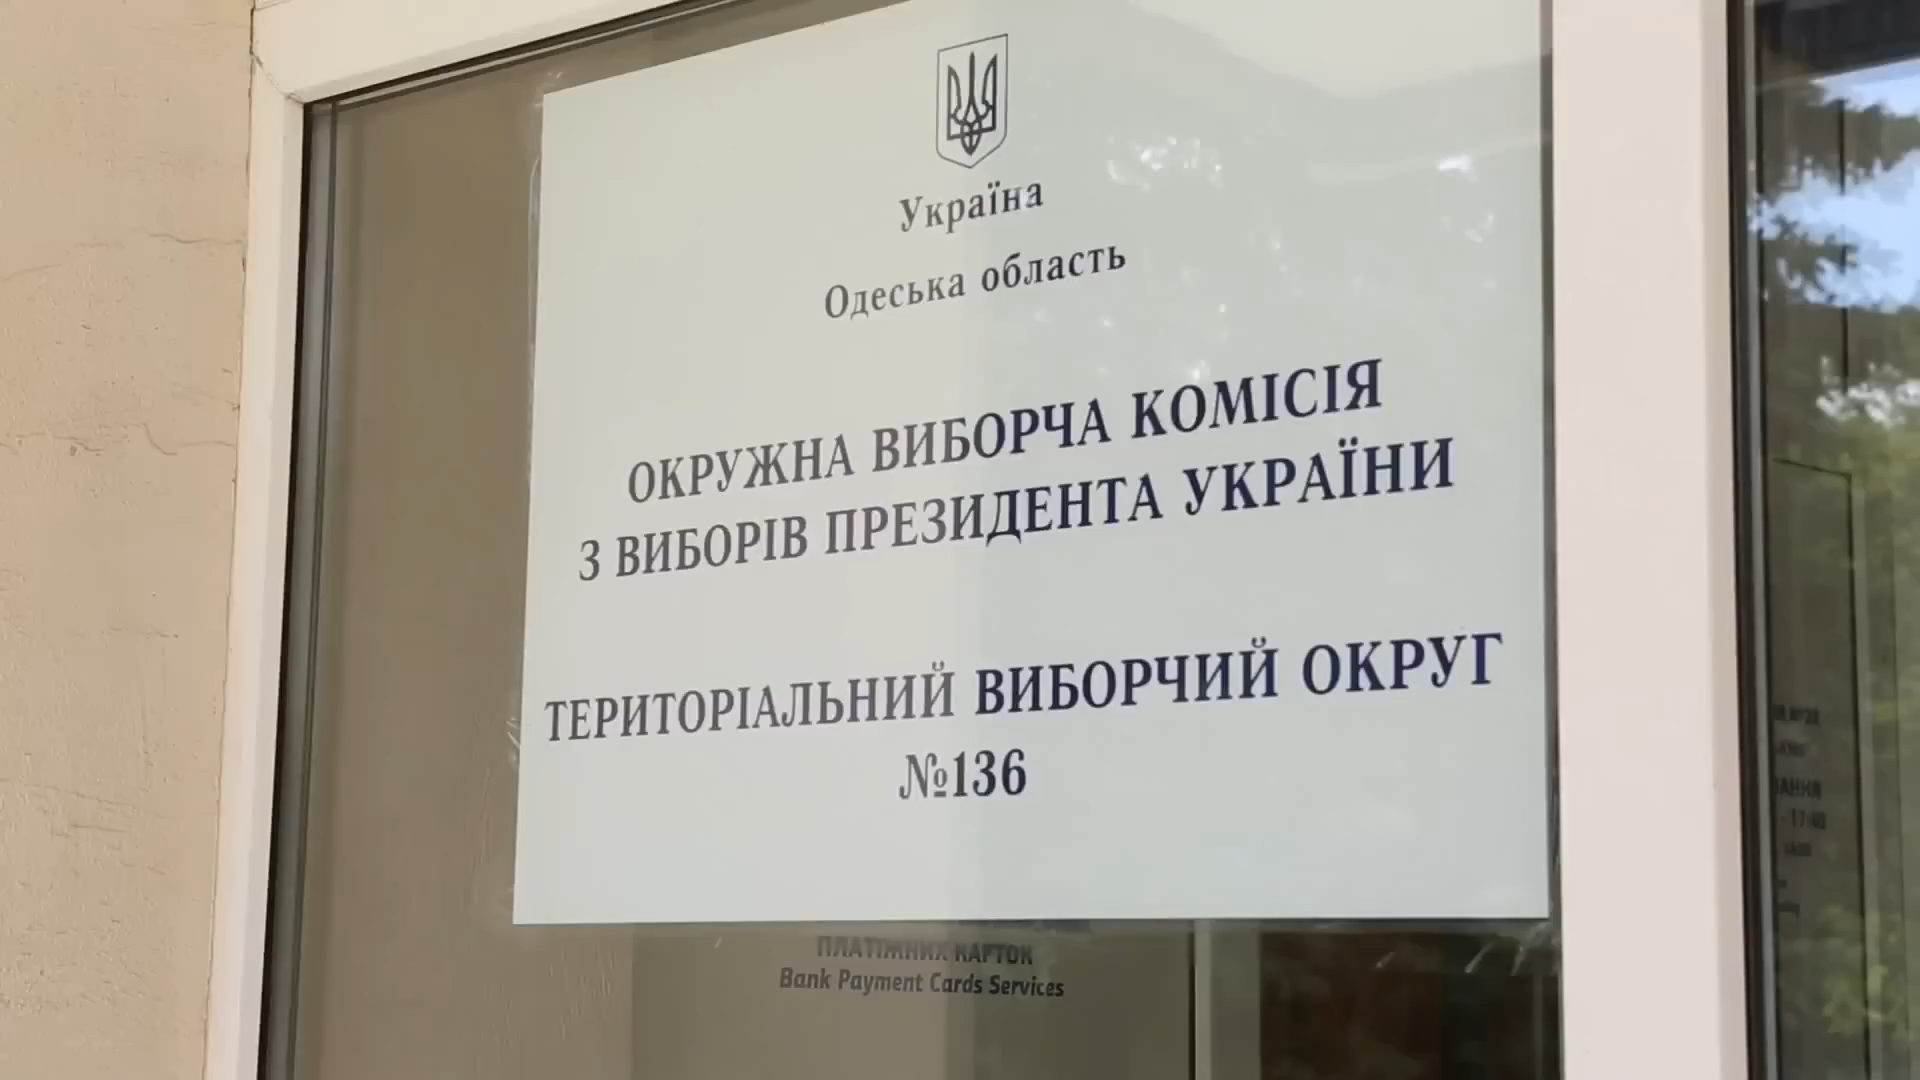 Україна
Одеська область
ОКРУЖНА ВИБОРЧА КОМІСІЯ
З ВИБОРІВ ПРЕЗИДЕНТА УКРАЇНИ
ТЕРИТОРІАЛЬНИЙ ВИБОРЧИЙ ОКРУГ
№136
ПЛАТІЖНИХ КАРТОК
Bank Payment Cards Services